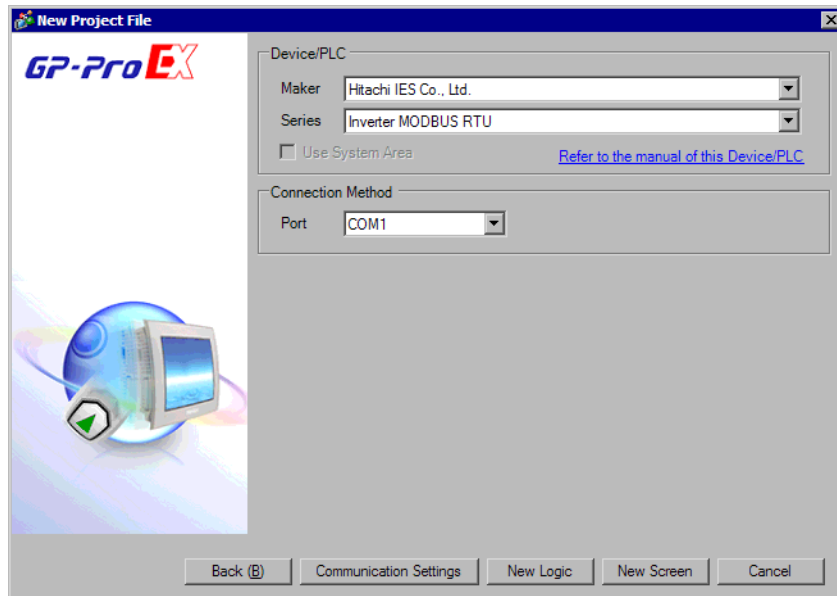 New Project File
GP-Pro EX
Device/PLC
Maker Hitachi IES Co., Ltd.
Series Inverter MODBUS RTU
Use System Area Refer to the manual of this Device/PLC
Connection Method
Port COM1
Back (B) Communication Settings New Logic New Screen Cancel